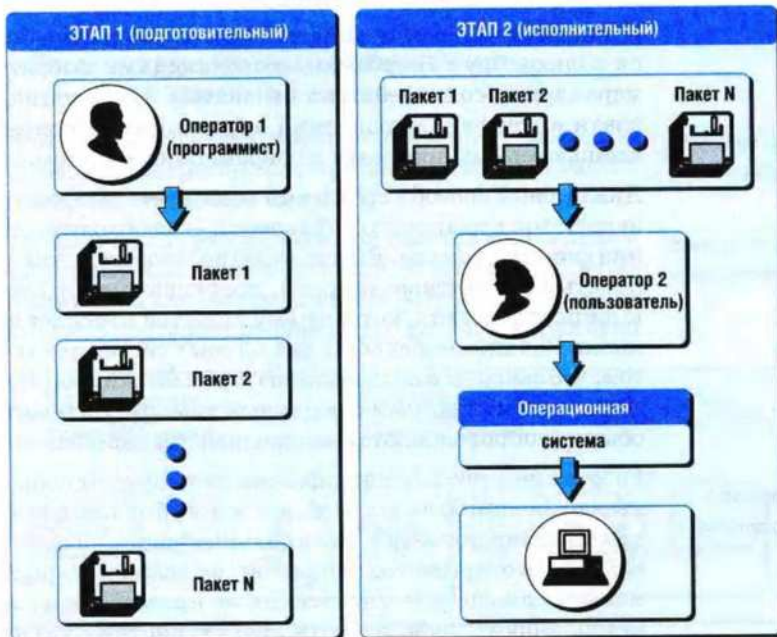 ЭТАП 1 (подготовительный)
Оператор 1
(программист)
Пакет 1
Пакет 2
Пакет N
ЭТАП 2 (исполнительный)
Пакет 1 Пакет 2 Пакет N
Оператор 2
(пользователь)
Операционная
система